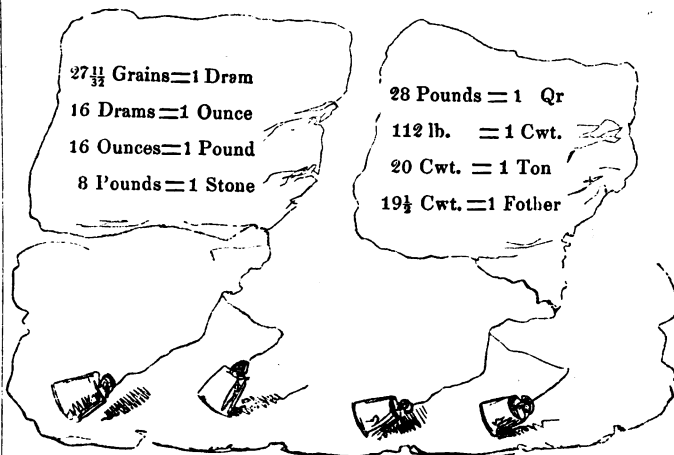 27 11/32 Grains=1 Dram
16 Drams=1 Ounce
16 Ounces=1 Pound
8 Pounds=1 Stone
28 Pounds = 1 Qr
112 lb. = 1 Cwt.
20 Cwt. = 1 Ton
19½ Cwt.=1 Fother